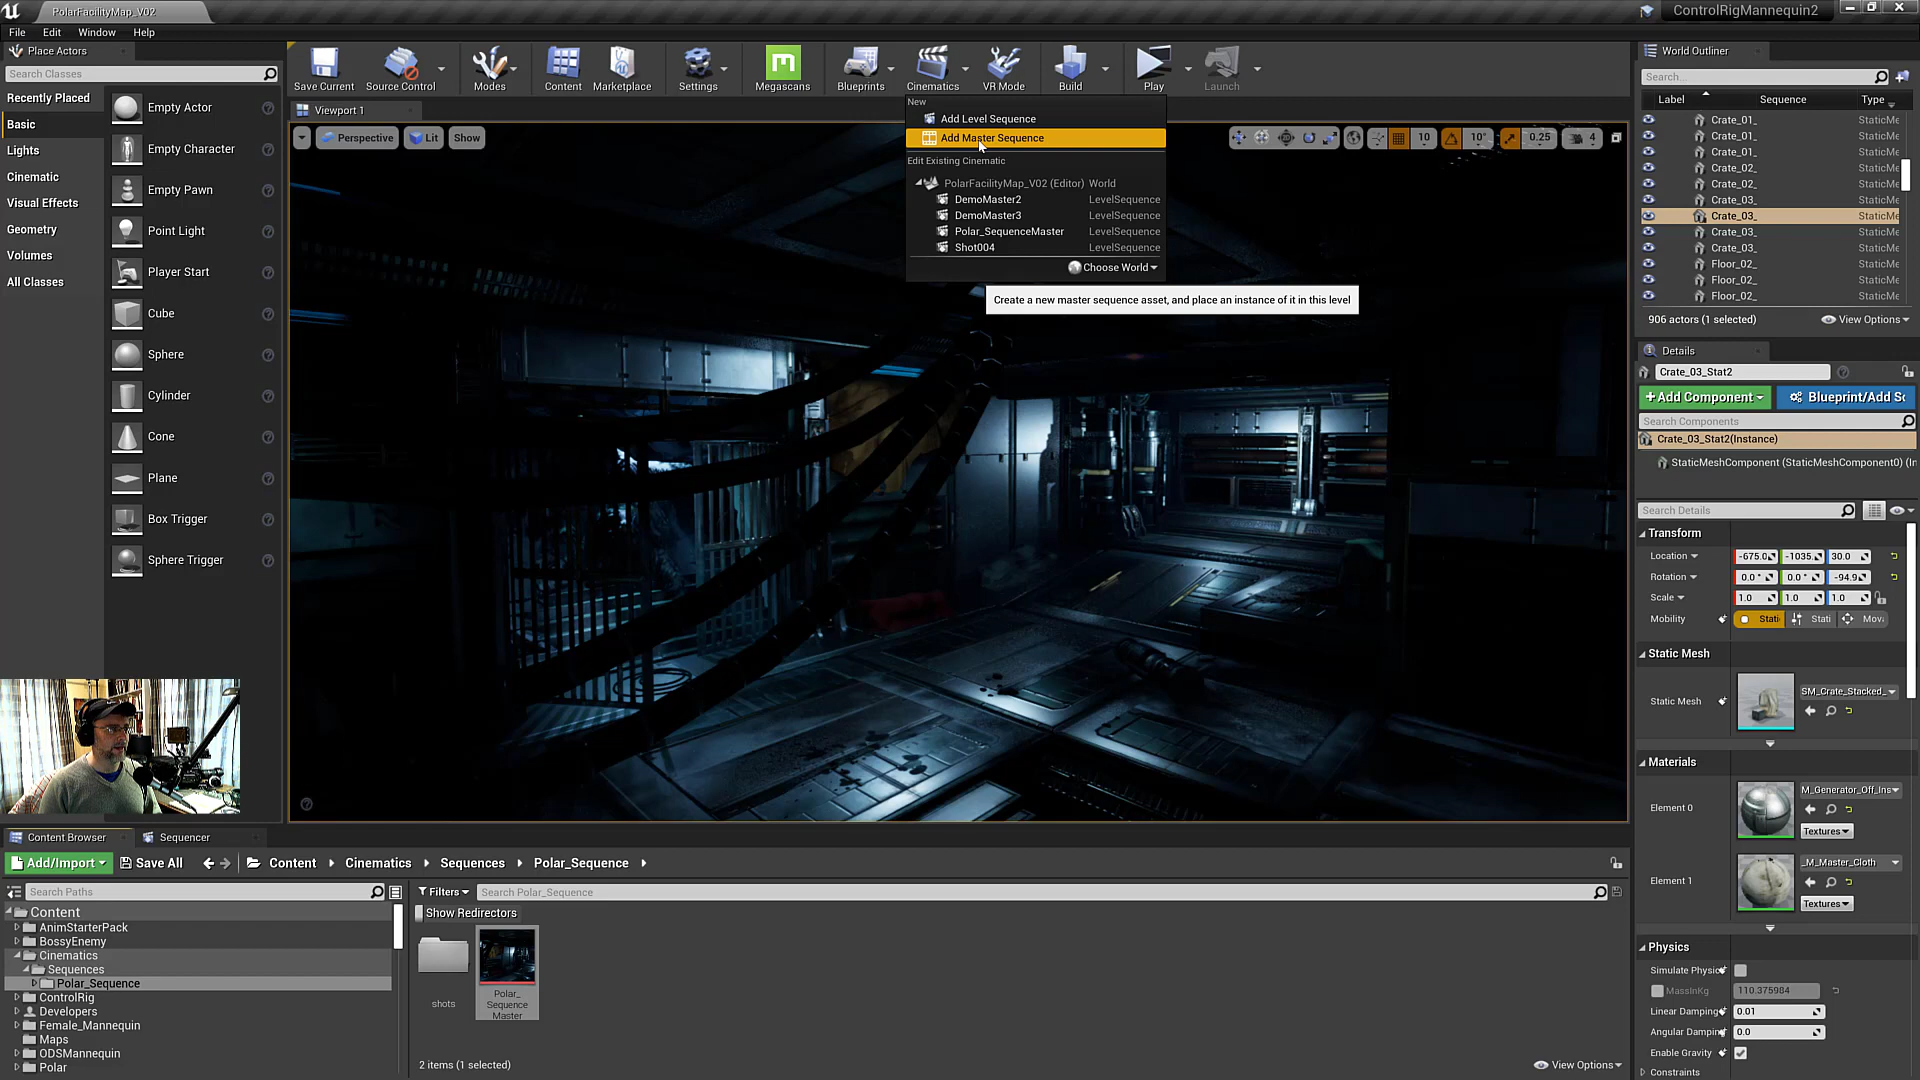 PolarFacilityMap_V02
ControlRigMannequin2
File Edit Window Help
Place Actors
Search Classes
Recently Placed
Basic
Lights
Cinematic
Visual Effects
Geometry
Volumes
All Classes
Empty Actor
Empty Character
Empty Pawn
Point Light
Player Start
Cube
Sphere
Cylinder
Cone
Plane
Box Trigger
Sphere Trigger
Save Current
Source Control
Modes
Content
Marketplace
Settings
Megascans
Blueprints
Cinematics
VR Mode
Build
Play
Launch
Viewport 1
Perspective Lit Show
10 10° 0.25 4
New
Add Level Sequence
Add Master Sequence
Edit Existing Cinematic
PolarFacilityMap_V02 (Editor) World
DemoMaster2 LevelSequence
DemoMaster3 LevelSequence
Polar_SequenceMaster LevelSequence
Shot004 LevelSequence
Choose World
Create a new master sequence asset, and place an instance of it in this level
World Outliner
Search...
Label Sequence Type
Crate_01_ StaticMe
Crate_01_ StaticMe
Crate_01_ StaticMe
Crate_02_ StaticMe
Crate_02_ StaticMe
Crate_03_ StaticMe
Crate_03_ StaticMe
Crate_03_ StaticMe
Crate_03_ StaticMe
Floor_02_ StaticMe
Floor_02_ StaticMe
Floor_02_ StaticMe
906 actors (1 selected) View Options
Details
Crate_03_Stat2
+Add Component Blueprint/Add Sc
Search Components
Crate_03_Stat2(Instance)
StaticMeshComponent (StaticMeshComponent0) (In
Search Details
Transform
Location -675.0 -1035. 30.0
Rotation 0.0° 0.0° -94.9
Scale 1.0 1.0 1.0
Mobility Stati Stati Mov
Static Mesh
Static Mesh SM_Crate_Stacked_
Materials
Element 0 M_Generator_Off_Ins
Textures
Element 1 _M_Master_Cloth
Textures
Physics
Simulate Physic
MassInKg 110.375984
Linear Damping 0.01
Angular Dampin 0.0
Enable Gravity
Constraints
Content Browser Sequencer
Add/Import Save All Content Cinematics Sequences Polar_Sequence
Search Paths
Filters Search Polar_Sequence
Show Redirectors
Content
AnimStarterPack
BossyEnemy
Cinematics
Sequences
Polar_Sequence
ControlRig
Developers
Female_Mannequin
Maps
ODSMannequin
Polar
shots
Polar_
Sequence
Master
2 items (1 selected)
View Options